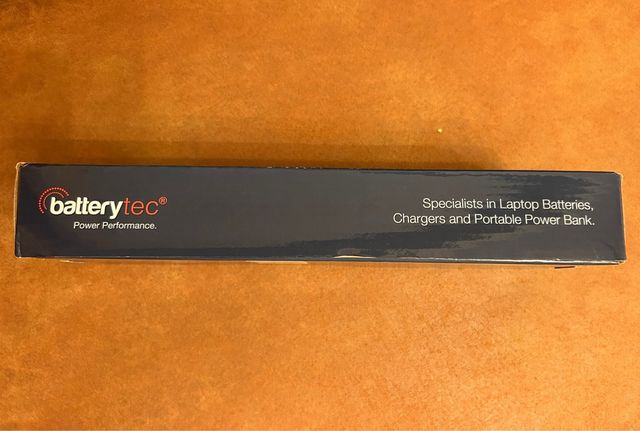 batterytec®
Power Performance.
Specialists in Laptop Batteries,
Chargers and Portable Power Bank.